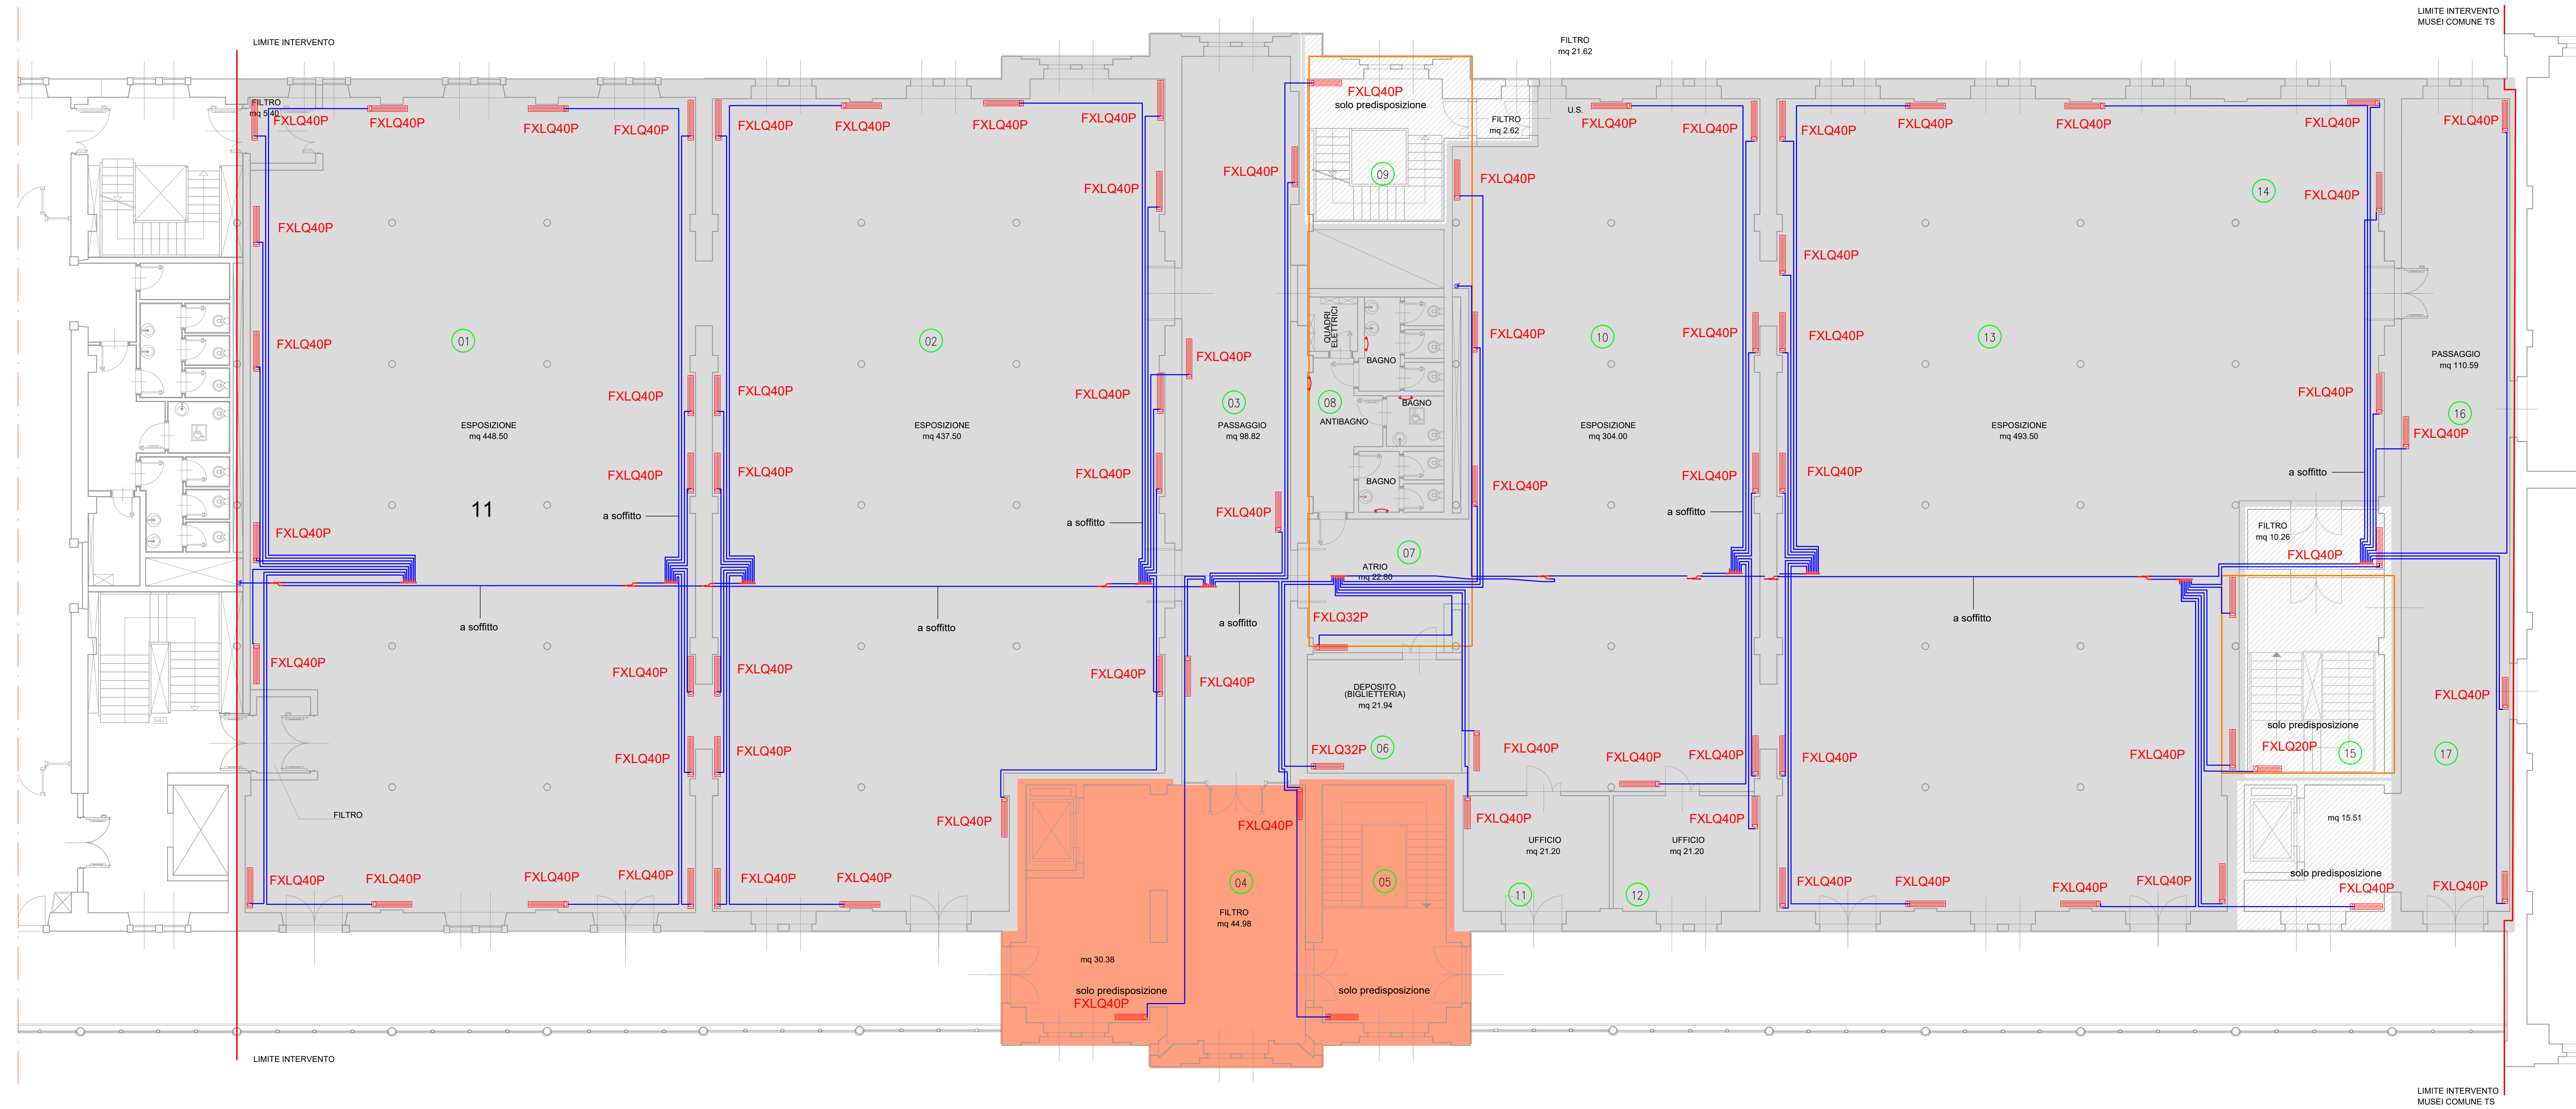 LIMITE INTERVENTO
LIMITE INTERVENTO
MUSEI COMUNE TS
FILTRO
mq 21.62
FILTRO
mq 5.40
FXLQ40P
FXLQ40P
FXLQ40P
FXLQ40P
FXLQ40P
FXLQ40P
FXLQ40P
FXLQ40P
FXLQ40P
solo predisposizione
FILTRO
mq 2.62
U.S.
FXLQ40P
FXLQ40P
FXLQ40P
FXLQ40P
FXLQ40P
FXLQ40P
FXLQ40P
FXLQ40P
FXLQ40P
09
FXLQ40P
14
FXLQ40P
FXLQ40P
FXLQ40P
FXLQ40P
01
02
QUADRI
ELETTRICI
FXLQ40P
10
FXLQ40P
FXLQ40P
13
FXLQ40P
BAGNO
PASSAGGIO
mq 110.59
FXLQ40P
FXLQ40P
FXLQ40P
03
08
BAGNO
FXLQ40P
16
ESPOSIZIONE
mq 448.50
ESPOSIZIONE
mq 437.50
PASSAGGIO
mq 98.82
ANTIBAGNO
ESPOSIZIONE
mq 304.00
ESPOSIZIONE
mq 493.50
FXLQ40P
FXLQ40P
FXLQ40P
FXLQ40P
BAGNO
FXLQ40P
FXLQ40P
FXLQ40P
a soffitto
11
a soffitto
a soffitto
FXLQ40P
a soffitto
FXLQ40P
FILTRO
mq 10.26
FXLQ40P
07
ATRIO
mq 22.80
a soffitto
a soffitto
a soffitto
FXLQ32P
a soffitto
FXLQ40P
FXLQ40P
FXLQ40P
FXLQ40P
FXLQ40P
DEPOSITO
(BIGLIETTERIA)
mq 21.94
FXLQ40P
solo predisposizione
FXLQ40P
FXLQ40P
FXLQ32P
06
FXLQ40P
FXLQ40P
FXLQ40P
FXLQ40P
FXLQ40P
FXLQ20P
15
17
FILTRO
FXLQ40P
FXLQ40P
FXLQ40P
FXLQ40P
mq 15.51
UFFICIO
mq 21.20
UFFICIO
mq 21.20
FXLQ40P
FXLQ40P
FXLQ40P
FXLQ40P
FXLQ40P
FXLQ40P
04
05
11
12
FXLQ40P
FXLQ40P
FXLQ40P
FXLQ40P
solo predisposizione
FXLQ40P
FXLQ40P
FILTRO
mq 44.98
mq 30.38
solo predisposizione
FXLQ40P
solo predisposizione
LIMITE INTERVENTO
LIMITE INTERVENTO
MUSEI COMUNE TS